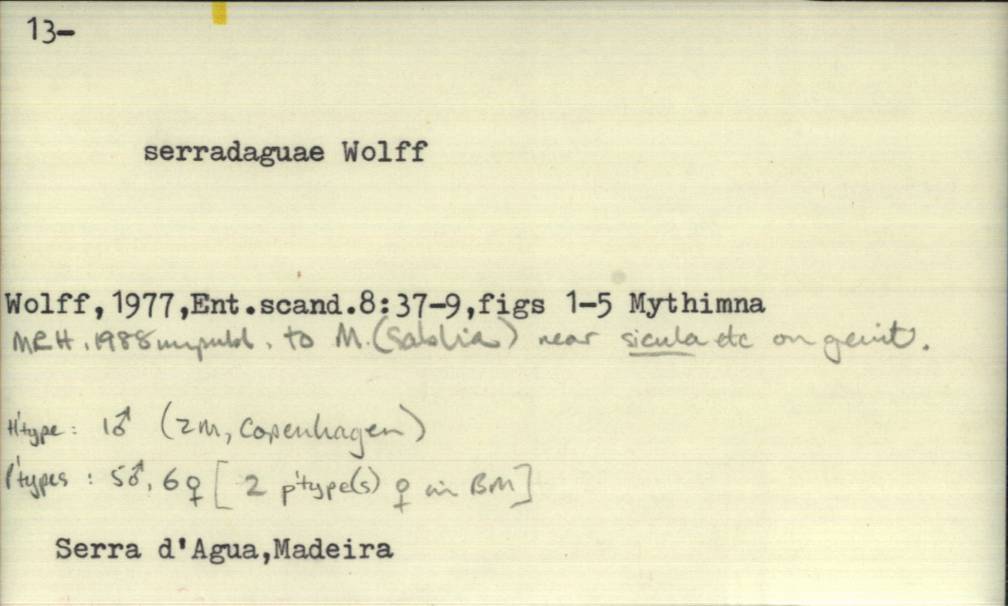 13-
serradaguae Wolff
Wolff,1977,Ent.scand.8:37-9,figs 1-5 Mythimna
MRH. 1988 unpubl. to M. (Sablia) near sicula etc on genit.
H'type: 1♂ (ZM, Copenhagen)
P'types: 5♂, 6♀ [2 p'type(s) ♀ in BM]
Serra d'Agua,Madeira